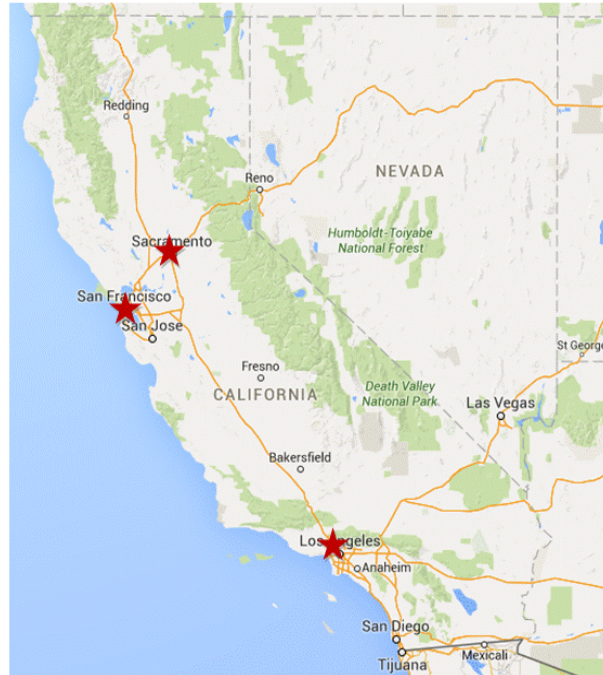 Redding
Reno
NEVADA
Sacramento
Humboldt-Toiyabe
National Forest
San Francisco
San Jose
St George
Fresno
CALIFORNIA
Death Valley
National Park
Las Vegas
Bakersfield
Los Angeles
Anaheim
San Diego
Tijuana
Mexicali